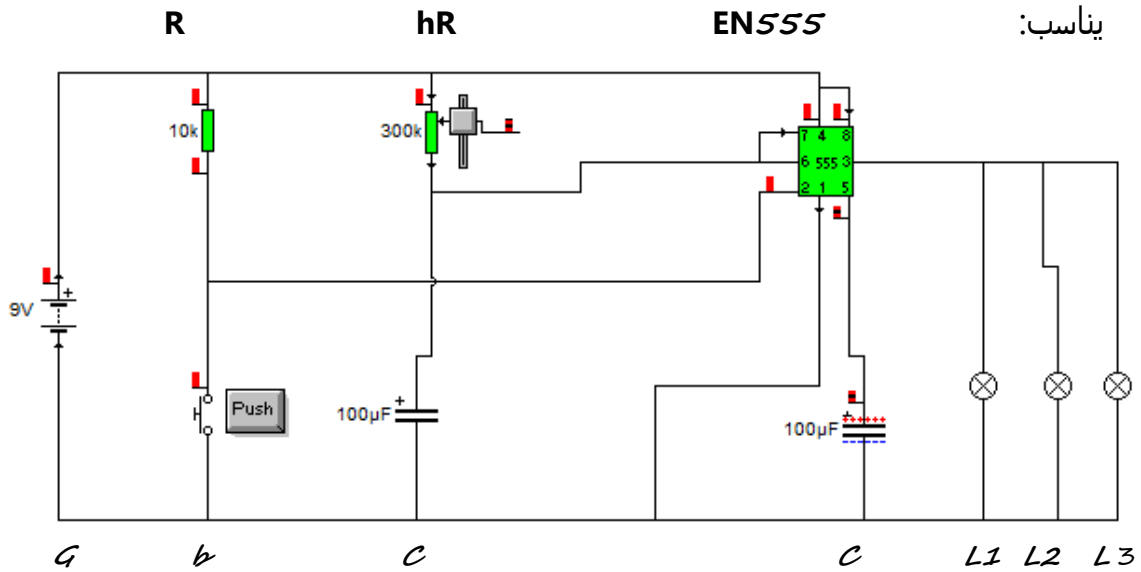 R hR EN555 يناسب:
10k 300k 7 4 8
6 555 3
2 1 5
9V +
Push + 100µF 100µF +
G b C C L1 L2 L3